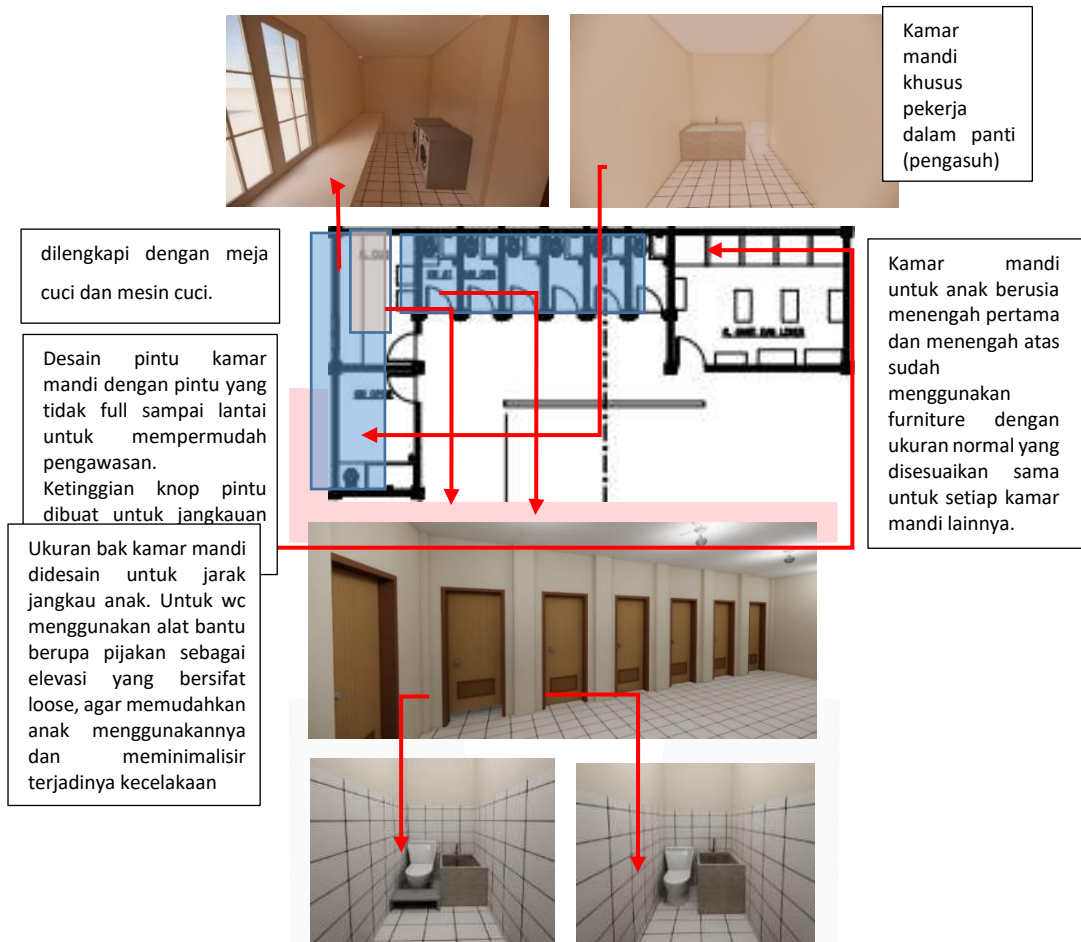 Kamar
mandi
khusus
pekerja
dalam panti
(pengasuh)
dilengkapi dengan meja
cuci dan mesin cuci.
Desain pintu kamar
mandi dengan pintu yang
tidak full sampai lantai
untuk mempermudah
pengawasan.
Ketinggian knop pintu
dibuat untuk jangkauan
Ukuran bak kamar mandi
didesain untuk jarak
jangkau anak. Untuk wc
menggunakan alat bantu
berupa pijakan sebagai
elevasi yang bersifat
loose, agar memudahkan
anak menggunakannya
dan meminimalisir
terjadinya kecelakaan
Kamar mandi
untuk anak berusia
menengah pertama
dan menengah atas
sudah
menggunakan
furniture dengan
ukuran normal yang
disesuaikan sama
untuk setiap kamar
mandi lainnya.